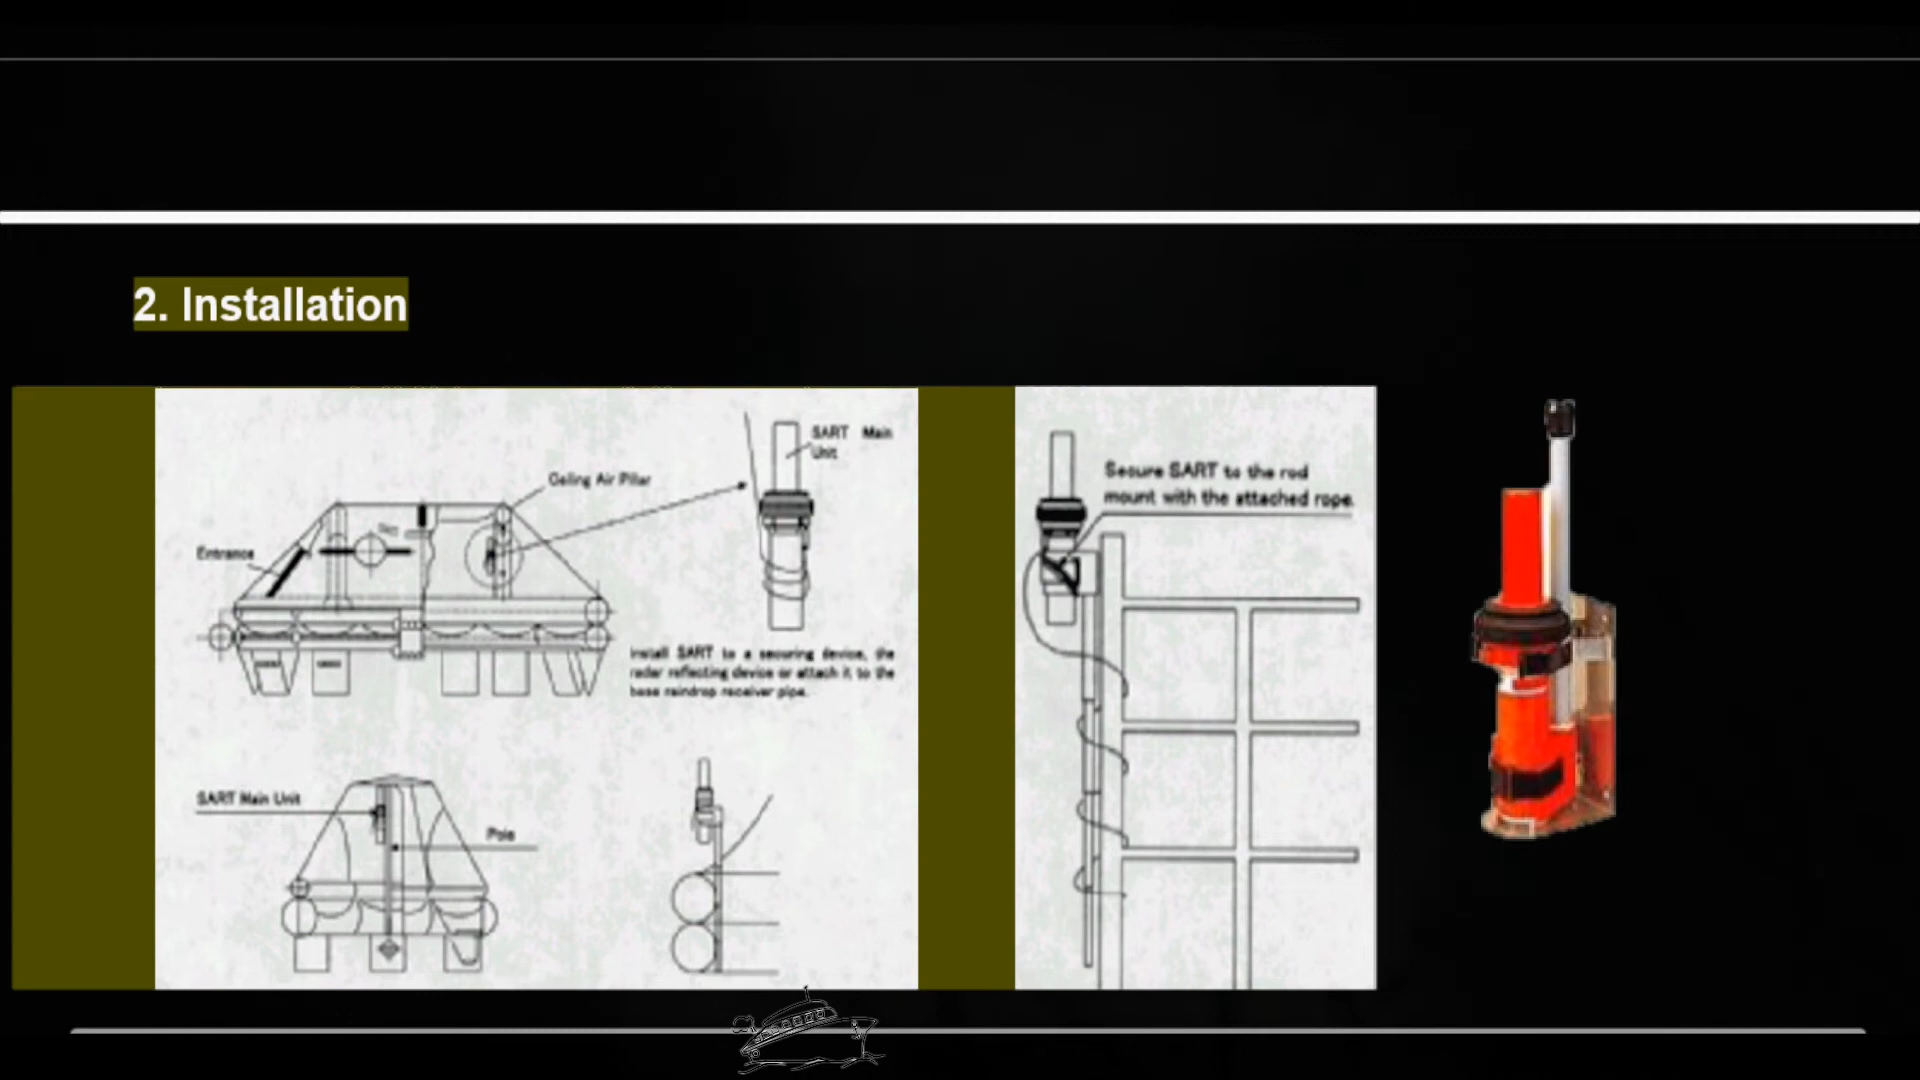 2. Installation
SART Main
Unit
Ceiling Air Pillar
Entrance
Install SART to a securing device, the
radar reflecting device or attach it to the
base raindrop receiver pipe.
SART Main Unit
Pole
Secure SART to the rod
mount with the attached rope.